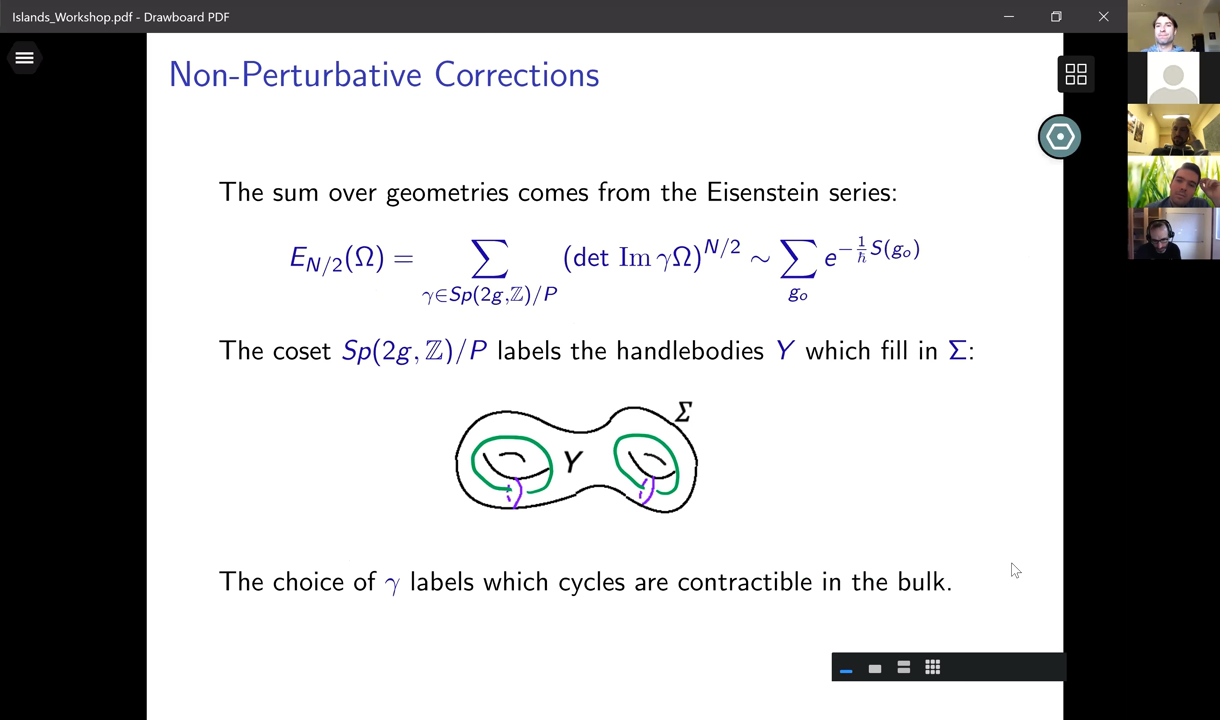 Islands_Workshop.pdf - Drawboard PDF
Non-Perturbative Corrections
The sum over geometries comes from the Eisenstein series:
E_{N/2}(Ω) = ∑_{γ∈Sp(2g,ℤ)/P} (det Im γΩ)^{N/2} ~ ∑_{g₀} e^{-\frac{1}{ℏ}S(g₀)}
The coset Sp(2g, ℤ)/P labels the handlebodies Y which fill in Σ:
Σ
Y
The choice of γ labels which cycles are contractible in the bulk.